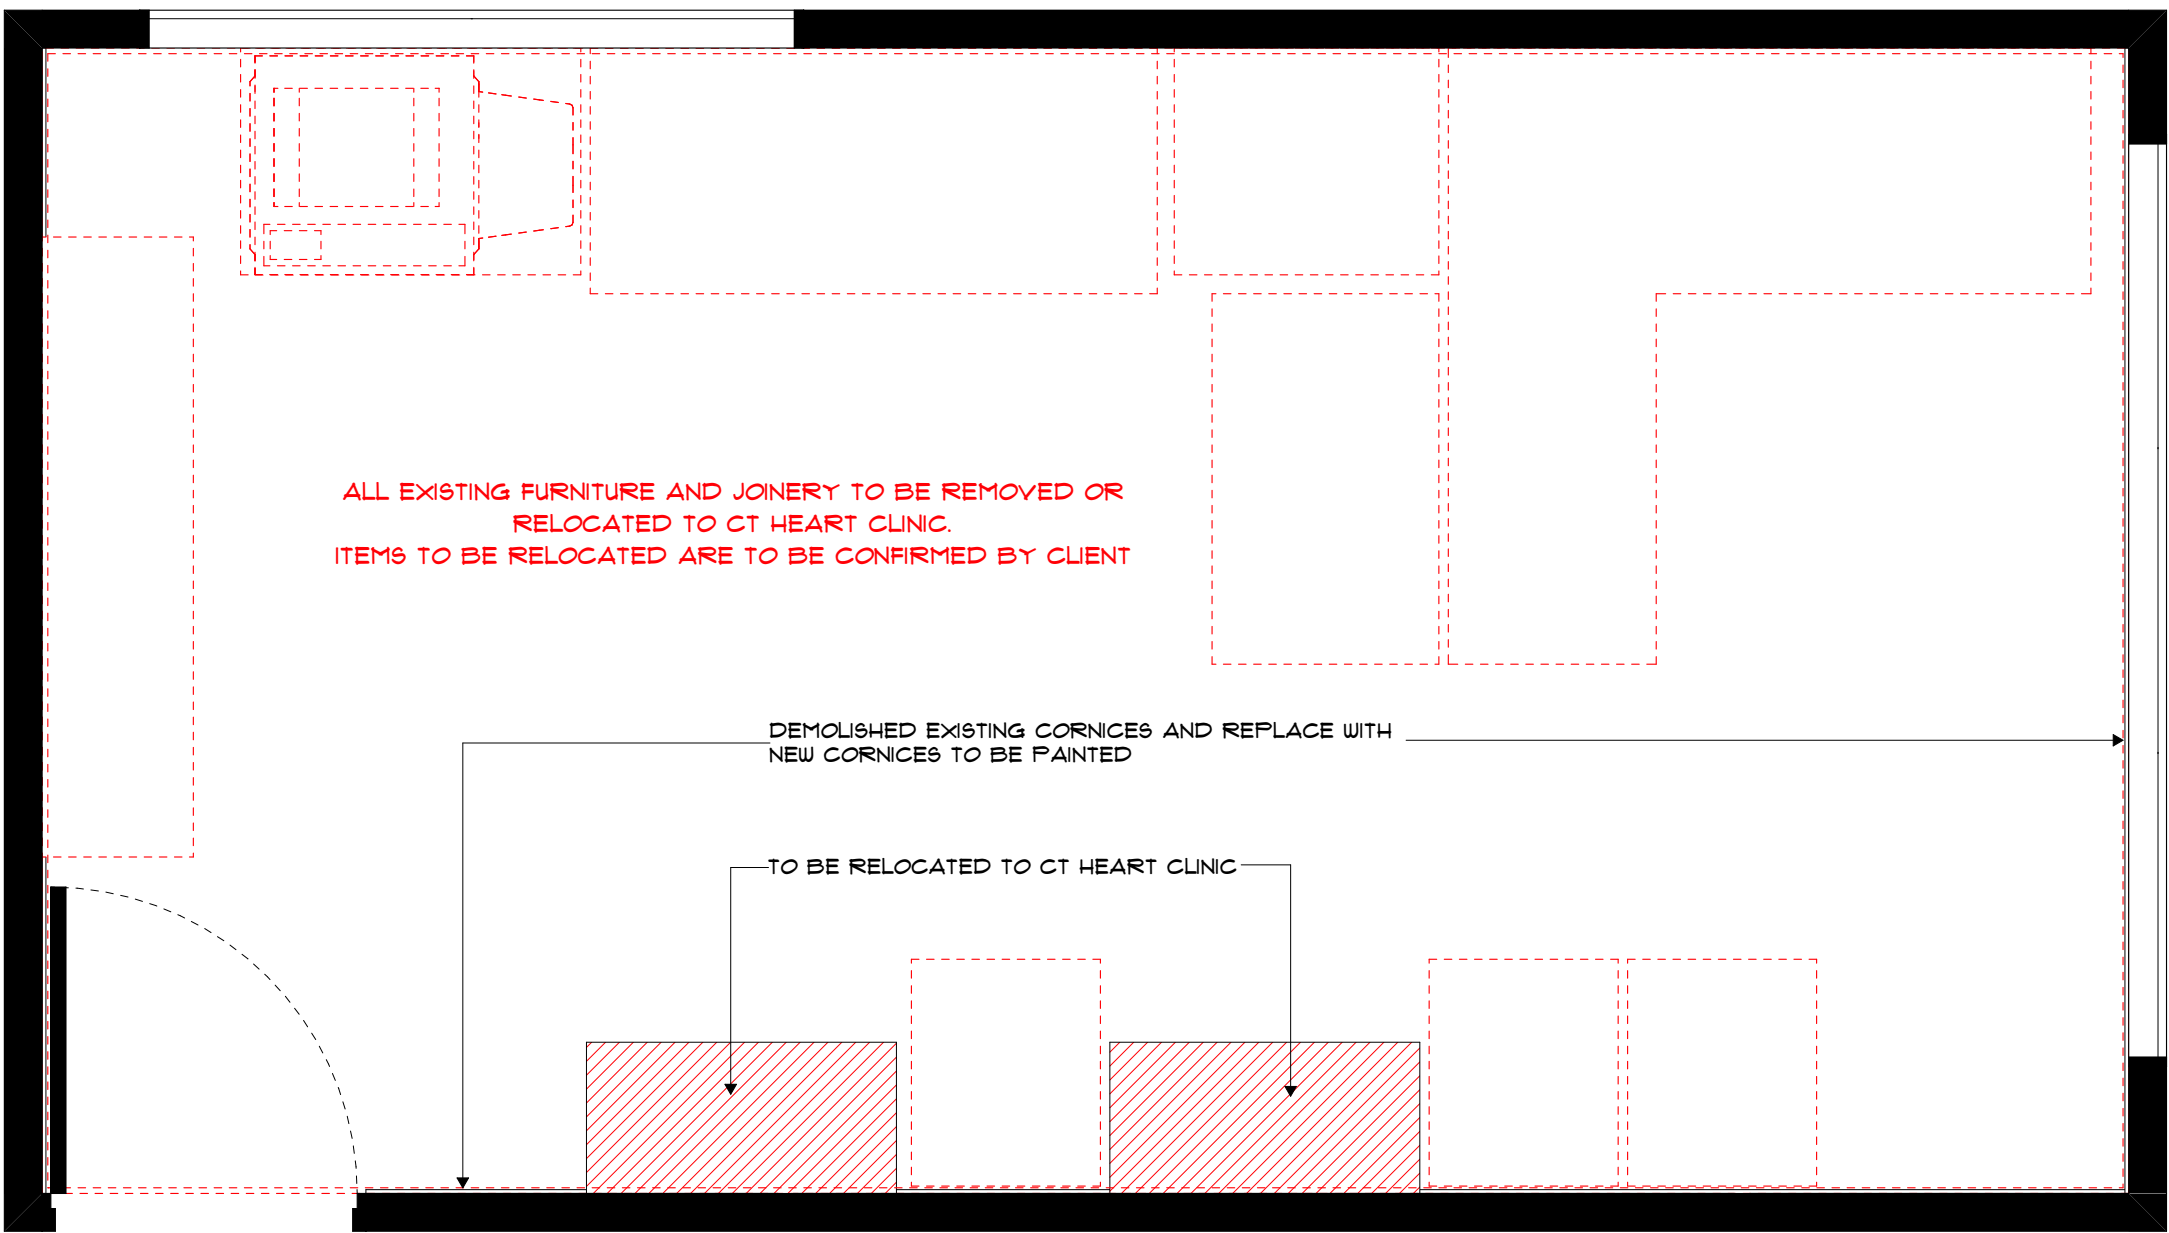 ALL EXISTING FURNITURE AND JOINERY TO BE REMOVED OR
RELOCATED TO CT HEART CLINIC.
ITEMS TO BE RELOCATED ARE TO BE CONFIRMED BY CLIENT
DEMOLISHED EXISTING CORNICES AND REPLACE WITH
NEW CORNICES TO BE PAINTED
TO BE RELOCATED TO CT HEART CLINIC